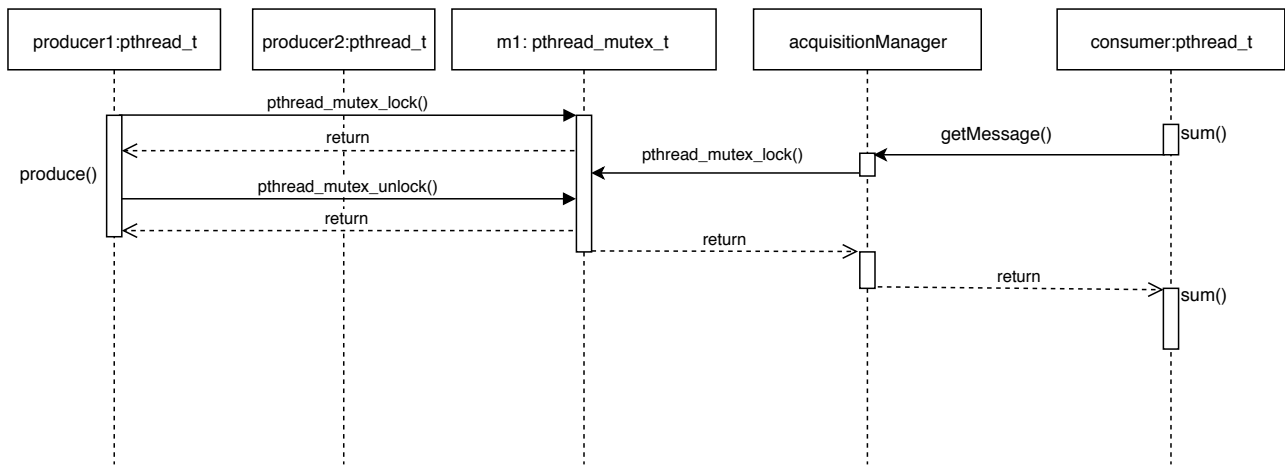 producer1:pthread_t
producer2:pthread_t
m1: pthread_mutex_t
acquisitionManager
consumer:pthread_t
pthread_mutex_lock()
return
getMessage()
sum()
pthread_mutex_lock()
produce()
pthread_mutex_unlock()
return
return
return
sum()